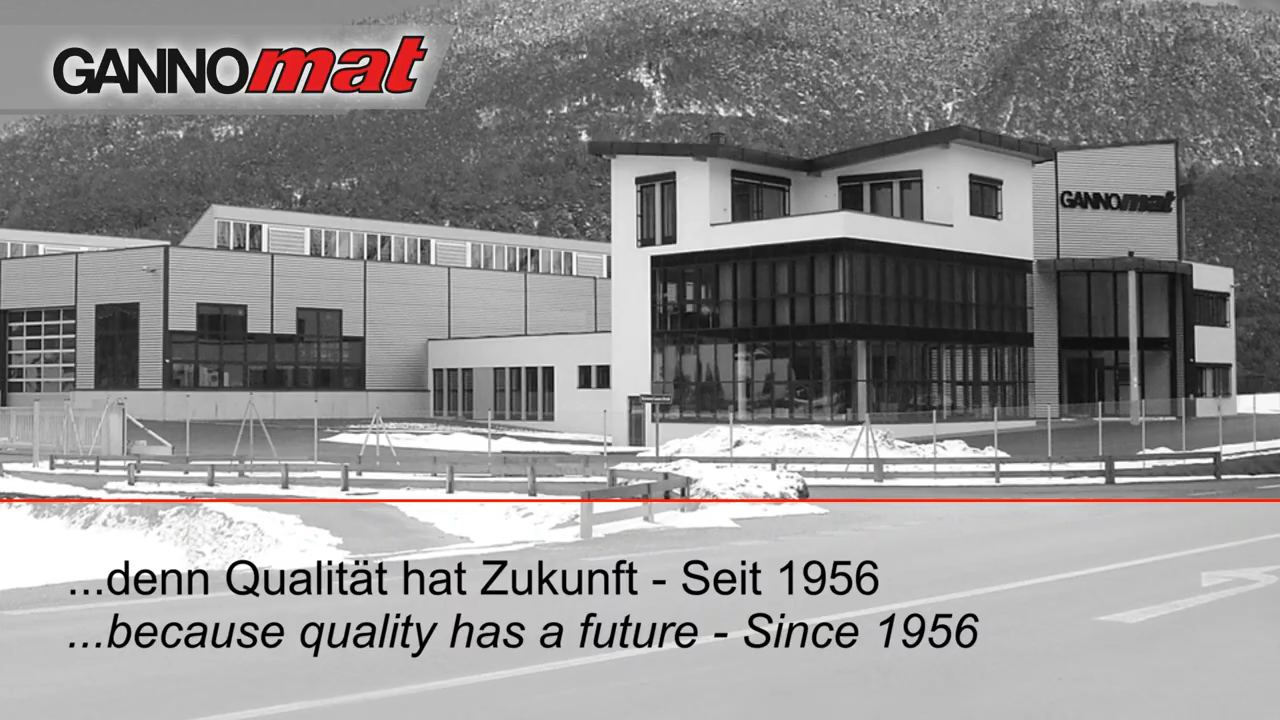 GANNOmat
GANNOmat
...denn Qualität hat Zukunft - Seit 1956
...because quality has a future - Since 1956